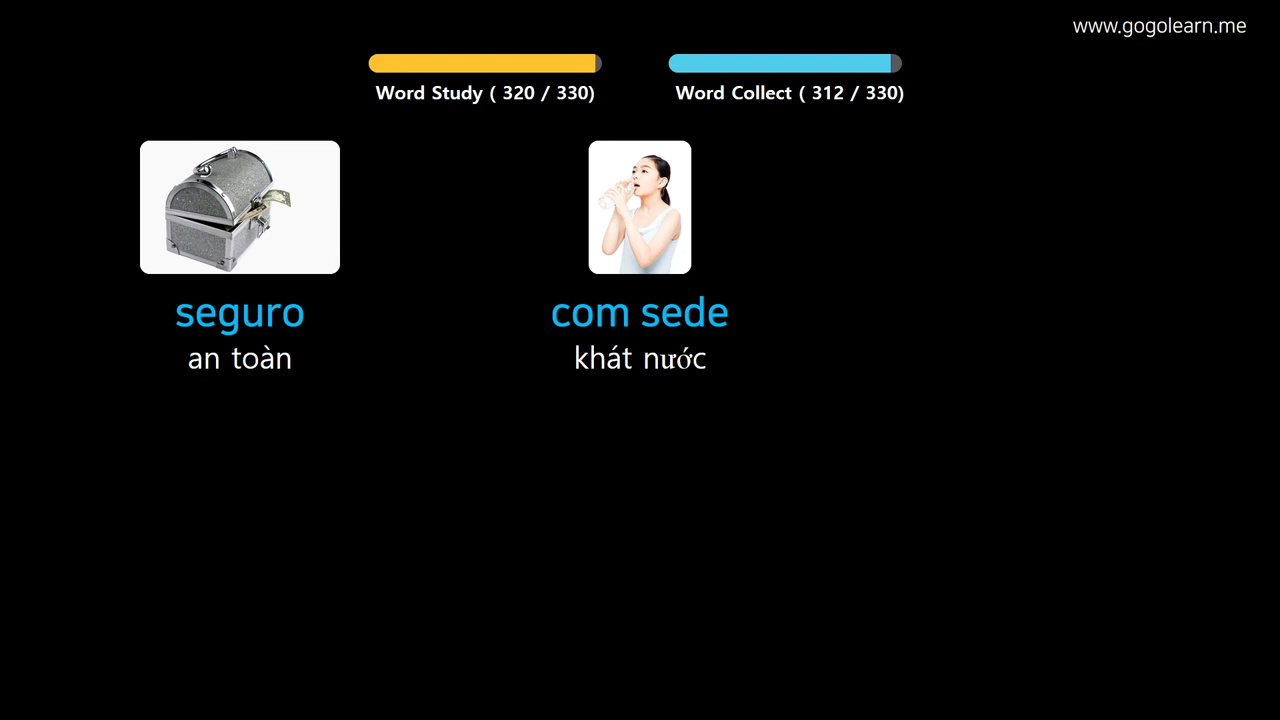 www.gogolearn.me
Word Study ( 320 / 330)
Word Collect ( 312 / 330)
seguro
an toàn
com sede
khát nước